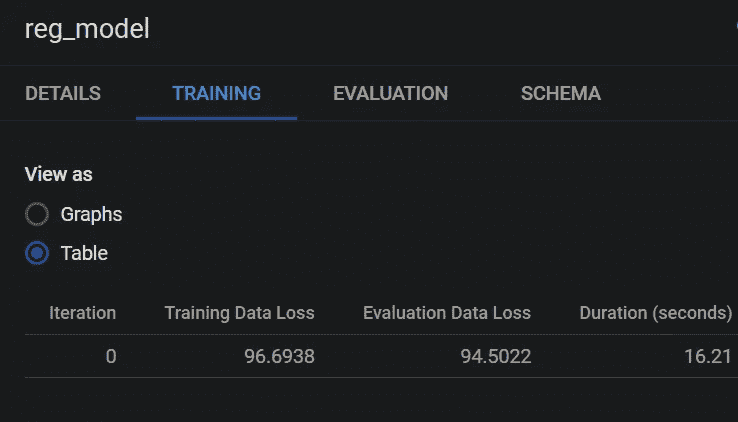 reg_model
DETAILS TRAINING EVALUATION SCHEMA
View as
Graphs
Table
Iteration Training Data Loss Evaluation Data Loss Duration (seconds)
0 96.6938 94.5022 16.21